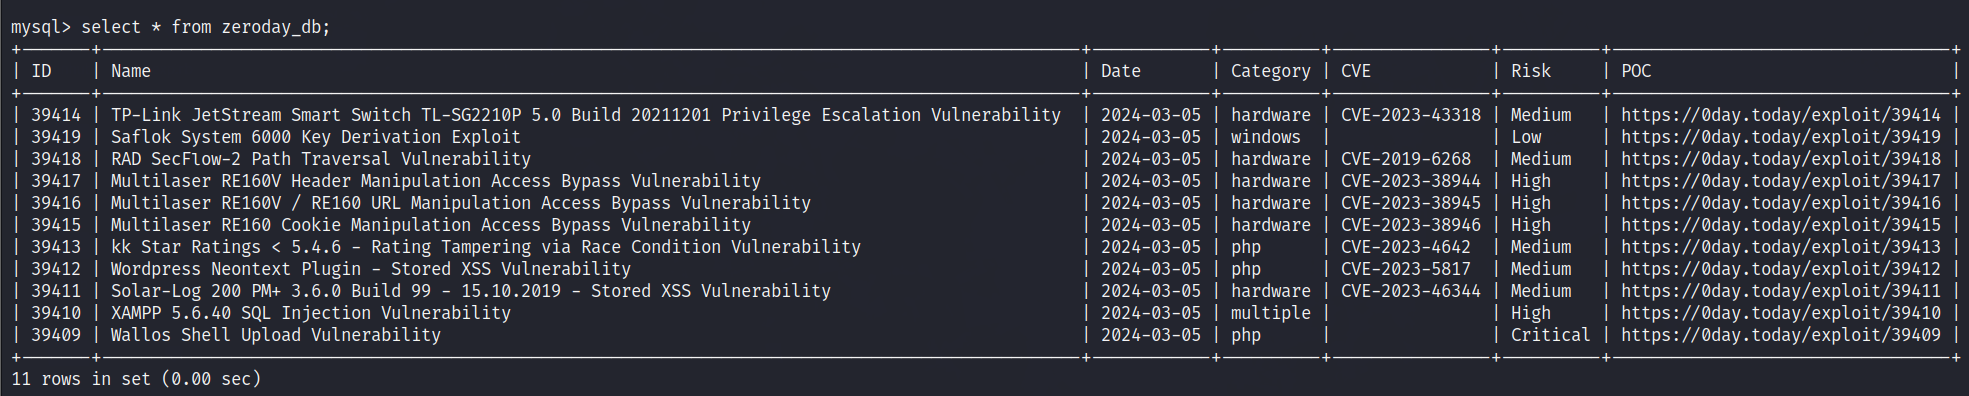 mysql> select * from zeroday_db;
| ID | Name | Date | Category | CVE | Risk | POC |
| 39414 | TP-Link JetStream Smart Switch TL-SG2210P 5.0 Build 20211201 Privilege Escalation Vulnerability | 2024-03-05 | hardware | CVE-2023-43318 | Medium | https://0day.today/exploit/39414 |
| 39419 | Saflok System 6000 Key Derivation Exploit | 2024-03-05 | windows | | Low | https://0day.today/exploit/39419 |
| 39418 | RAD SecFlow-2 Path Traversal Vulnerability | 2024-03-05 | hardware | CVE-2019-6268 | Medium | https://0day.today/exploit/39418 |
| 39417 | Multilaser RE160V Header Manipulation Access Bypass Vulnerability | 2024-03-05 | hardware | CVE-2023-38944 | High | https://0day.today/exploit/39417 |
| 39416 | Multilaser RE160V / RE160 URL Manipulation Access Bypass Vulnerability | 2024-03-05 | hardware | CVE-2023-38945 | High | https://0day.today/exploit/39416 |
| 39415 | Multilaser RE160 Cookie Manipulation Access Bypass Vulnerability | 2024-03-05 | hardware | CVE-2023-38946 | High | https://0day.today/exploit/39415 |
| 39413 | kk Star Ratings < 5.4.6 - Rating Tampering via Race Condition Vulnerability | 2024-03-05 | php | CVE-2023-4642 | Medium | https://0day.today/exploit/39413 |
| 39412 | Wordpress Neontext Plugin - Stored XSS Vulnerability | 2024-03-05 | php | CVE-2023-5817 | Medium | https://0day.today/exploit/39412 |
| 39411 | Solar-Log 200 PM+ 3.6.0 Build 99 - 15.10.2019 - Stored XSS Vulnerability | 2024-03-05 | hardware | CVE-2023-46344 | Medium | https://0day.today/exploit/39411 |
| 39410 | XAMPP 5.6.40 SQL Injection Vulnerability | 2024-03-05 | multiple | | High | https://0day.today/exploit/39410 |
| 39409 | Wallos Shell Upload Vulnerability | 2024-03-05 | php | | Critical | https://0day.today/exploit/39409 |
11 rows in set (0.00 sec)